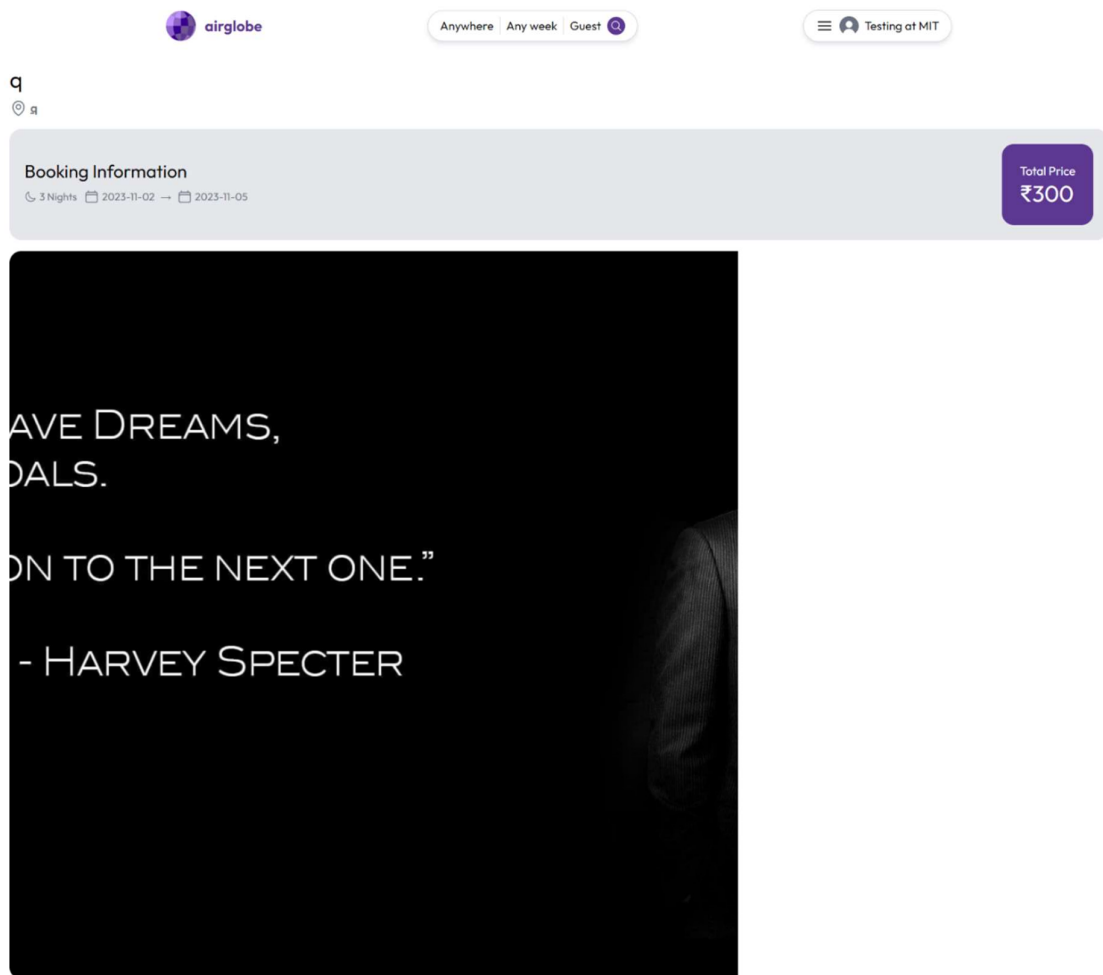 airglobe
Anywhere Any week Guest
Testing at MIT
q
я
Booking Information
3 Nights 2023-11-02 → 2023-11-05
Total Price
₹300
AVE DREAMS,
OALS.
ON TO THE NEXT ONE.”
- HARVEY SPECTER